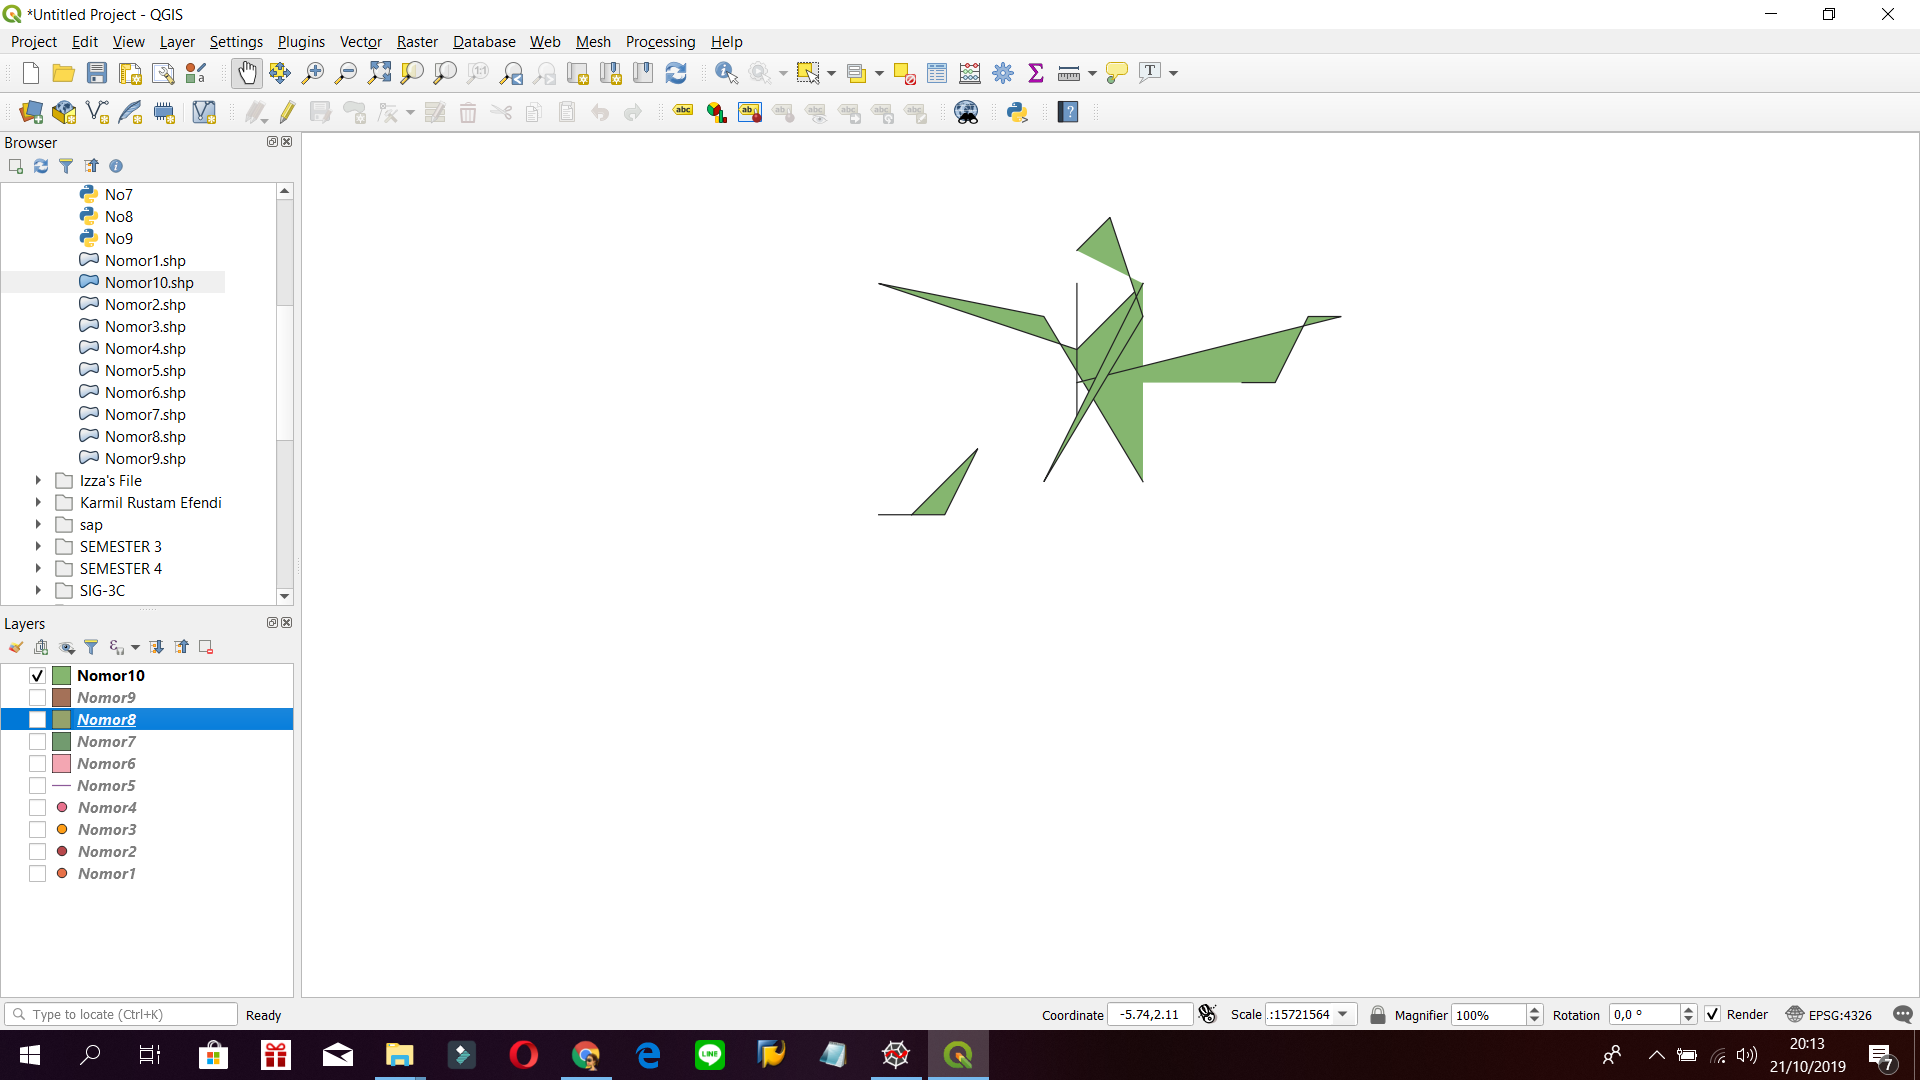 *Untitled Project - QGIS
Project Edit View Layer Settings Plugins Vector Raster Database Web Mesh Processing Help
Browser
No7
No8
No9
Nomor1.shp
Nomor10.shp
Nomor2.shp
Nomor3.shp
Nomor4.shp
Nomor5.shp
Nomor6.shp
Nomor7.shp
Nomor8.shp
Nomor9.shp
Izza's File
Karmil Rustam Efendi
sap
SEMESTER 3
SEMESTER 4
SIG-3C
Layers
Nomor10
Nomor9
Nomor8
Nomor7
Nomor6
Nomor5
Nomor4
Nomor3
Nomor2
Nomor1
Type to locate (Ctrl+K) Ready Coordinate -5.74,2.11 Scale :15721564 Magnifier 100% Rotation 0,0 ° Render EPSG:4326
20:13
21/10/2019
7